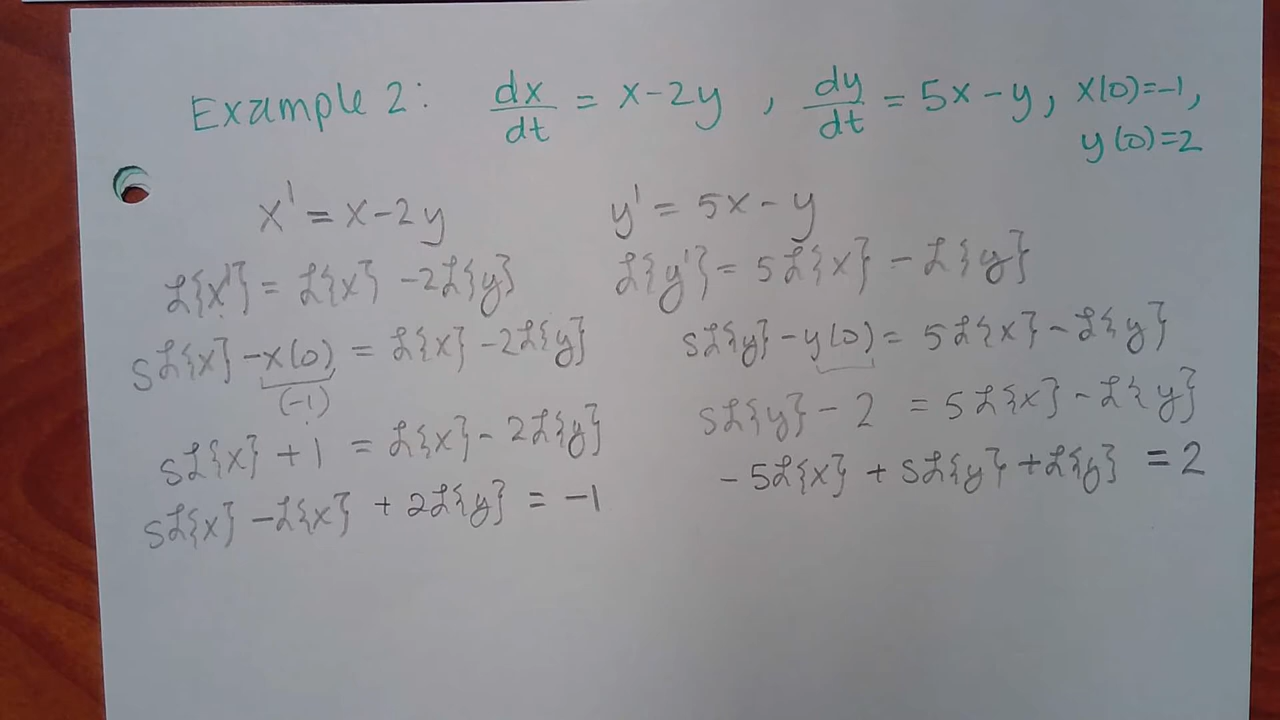 Example 2: dx/dt = x-2y , dy/dt = 5x-y, x(0)=-1,
y(0)=2
x' = x-2y y' = 5x-y
ℒ{x'} = ℒ{x} -2ℒ{y} ℒ{y'} = 5ℒ{x} -ℒ{y}
sℒ{x} -x(0) = ℒ{x} -2ℒ{y} sℒ{y} -y(0) = 5ℒ{x} -ℒ{y}
(-1)
sℒ{x} +1 = ℒ{x} -2ℒ{y} sℒ{y} -2 = 5ℒ{x} -ℒ{y}
sℒ{x} -ℒ{x} +2ℒ{y} = -1 -5ℒ{x} +sℒ{y} +ℒ{y} = 2